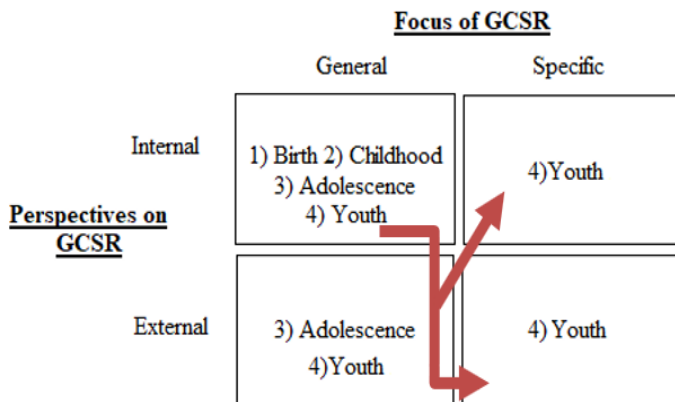 Focus of GCSR
General
Specific
Internal
1) Birth 2) Childhood
3) Adolescence
4) Youth
4)Youth
Perspectives on
GCSR
External
3) Adolescence
4)Youth
4) Youth